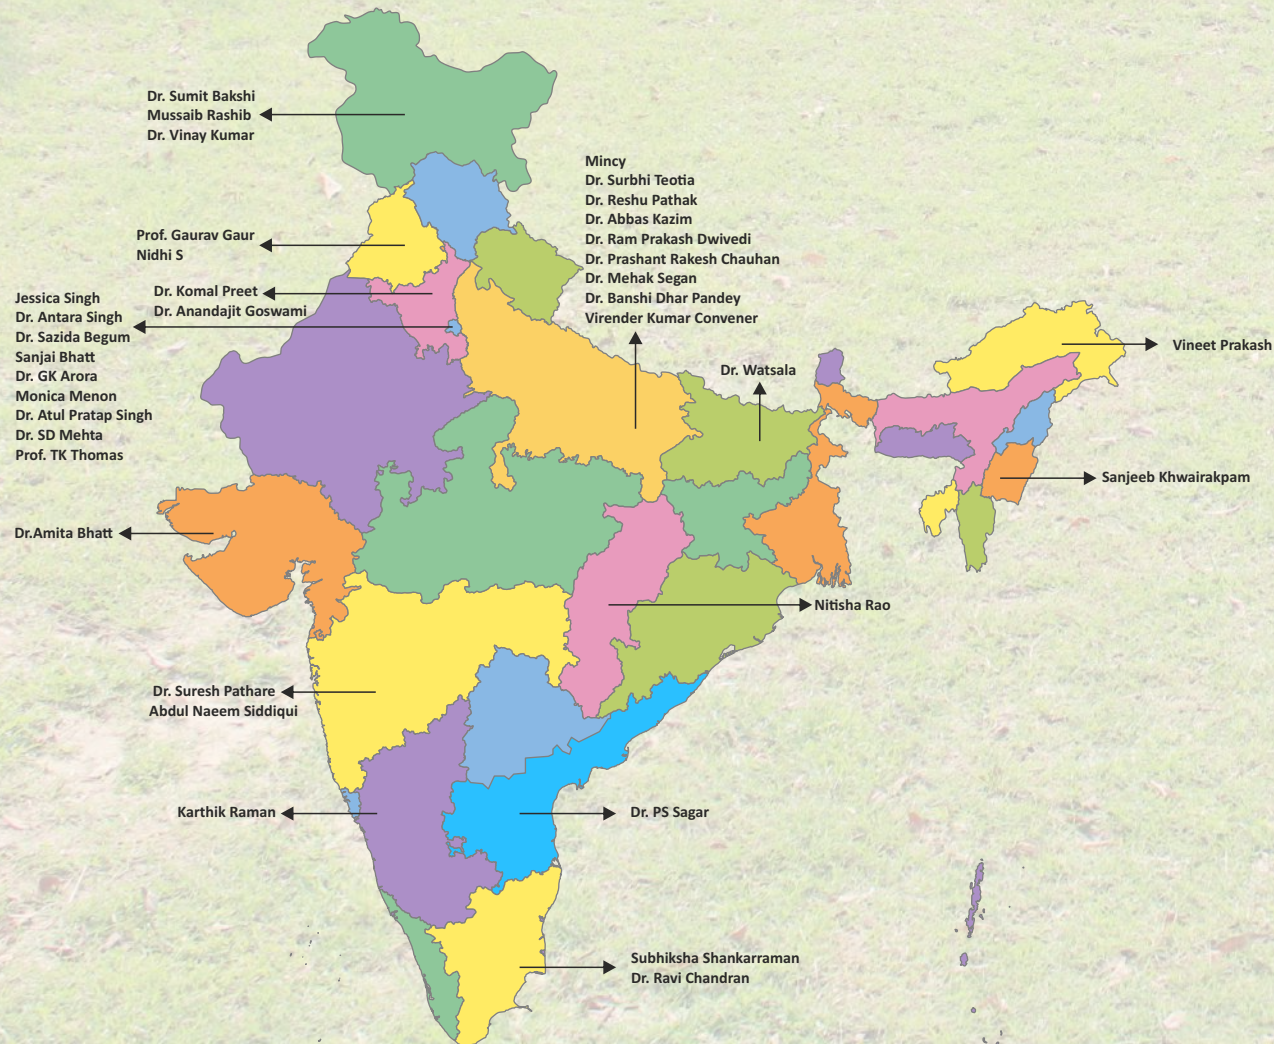 Dr. Sumit Bakshi
Mussaib Rashib
Dr. Vinay Kumar
Mincy
Dr. Surbhi Teotia
Dr. Reshu Pathak
Dr. Abbas Kazim
Dr. Ram Prakash Dwivedi
Dr. Prashant Rakesh Chauhan
Dr. Mehak Segan
Dr. Banshi Dhar Pandey
Virender Kumar Convener
Prof. Gaurav Gaur
Nidhi S
Dr. Komal Preet
Dr. Anandajit Goswami
Jessica Singh
Dr. Antara Singh
Dr. Sazida Begum
Sanjai Bhatt
Dr. GK Arora
Monica Menon
Dr. Atul Pratap Singh
Dr. SD Mehta
Prof. TK Thomas
Vineet Prakash
Dr. Watsala
Sanjeeb Khwairakpam
Dr.Amita Bhatt
Nitisha Rao
Dr. Suresh Pathare
Abdul Naeem Siddiqui
Karthik Raman
Dr. PS Sagar
Subhiksha Shankarraman
Dr. Ravi Chandran